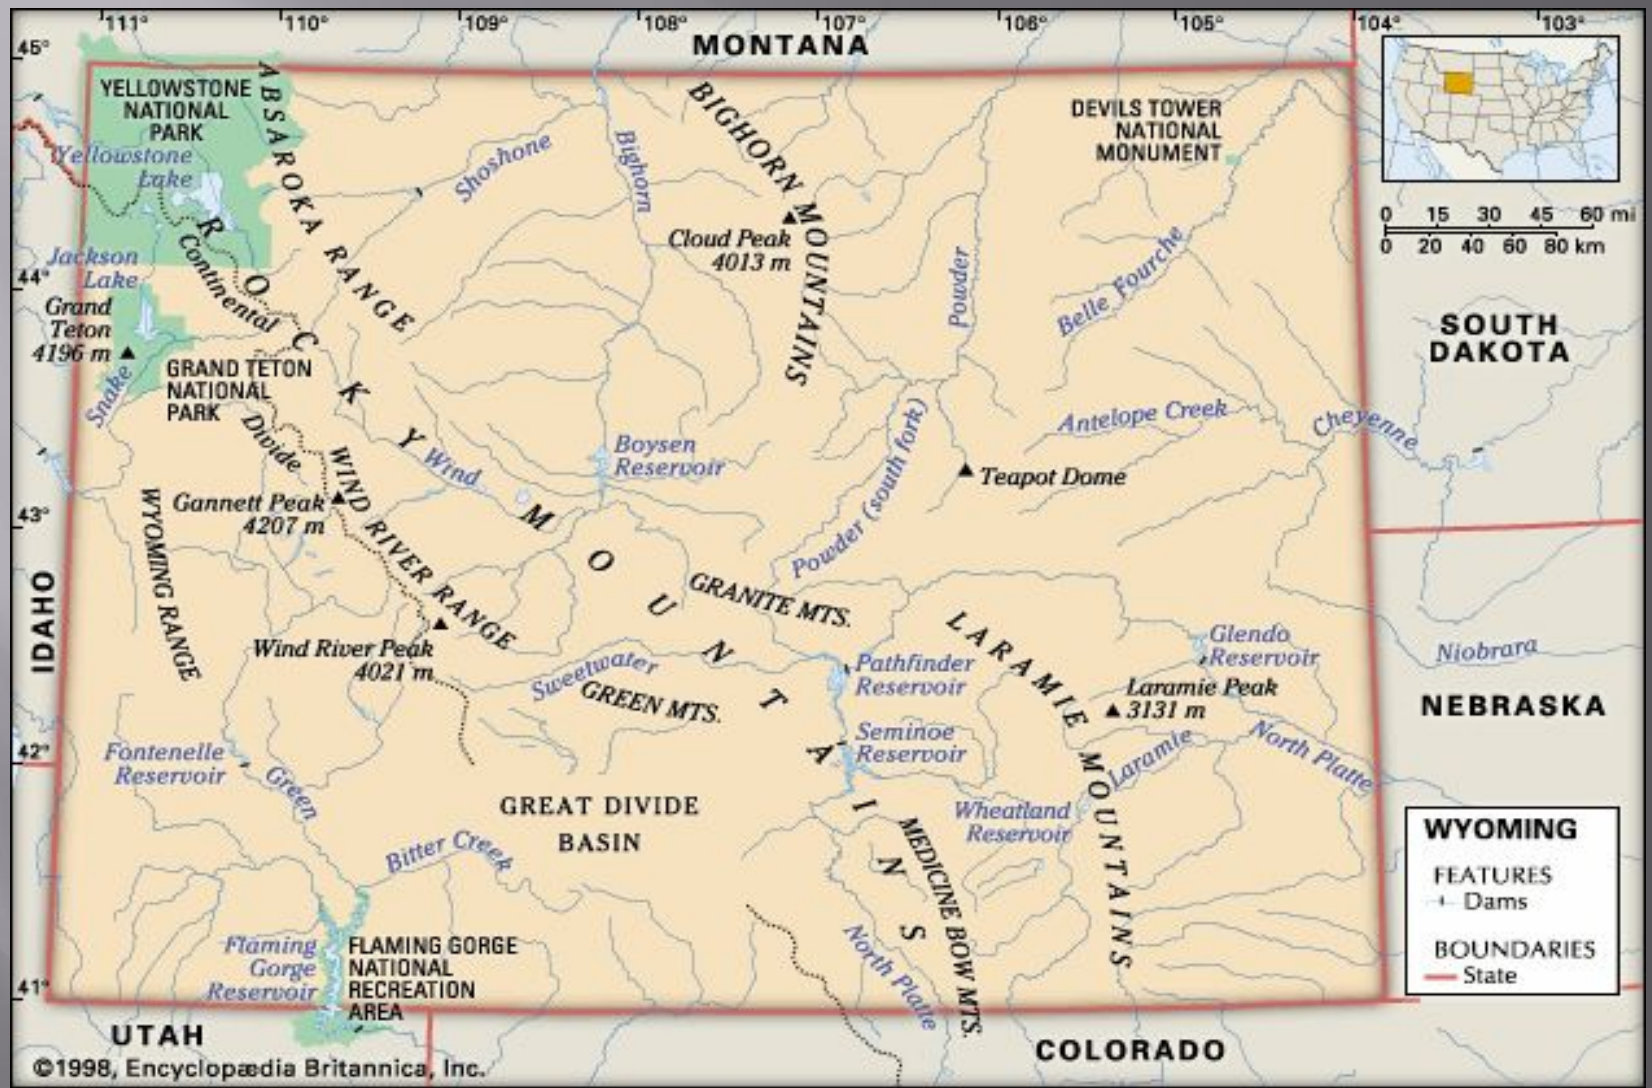 111°
110°
109°
108°
107°
106°
105°
104°
103°
45°
44°
43°
42°
41°
MONTANA
YELLOWSTONE
NATIONAL
PARK
Yellowstone
Lake
ABSAROKA RANGE
Shoshone
Bighorn
BIGHORN MOUNTAINS
Cloud Peak
4013 m
DEVILS TOWER
NATIONAL
MONUMENT
Powder
Belle Fourche
0 15 30 45 60 mi
0 20 40 60 80 km
Jackson
Lake
Grand
Teton
4196 m
Snake
GRAND TETON
NATIONAL
PARK
Continental
Divide
ROCKY MOUNTAINS
Wind
Boysen
Reservoir
Powder (south fork)
Antelope Creek
Cheyenne
Teapot Dome
SOUTH
DAKOTA
Gannett Peak
4207 m
WIND RIVER RANGE
WYOMING RANGE
IDAHO
Wind River Peak
4021 m
GRANITE MTS.
Sweetwater
GREEN MTS.
Pathfinder
Reservoir
Seminoe
Reservoir
LARAMIE MOUNTAINS
Glendo
Reservoir
Laramie Peak
3131 m
Laramie
North Platte
Niobrara
NEBRASKA
Fontenelle
Reservoir
Green
GREAT DIVIDE
BASIN
Bitter Creek
Wheatland
Reservoir
MEDICINE BOW MTS.
North Platte
Flaming
Gorge
Reservoir
FLAMING GORGE
NATIONAL
RECREATION
AREA
UTAH
COLORADO
WYOMING
FEATURES
Dams
BOUNDARIES
State
©1998, Encyclopædia Britannica, Inc.